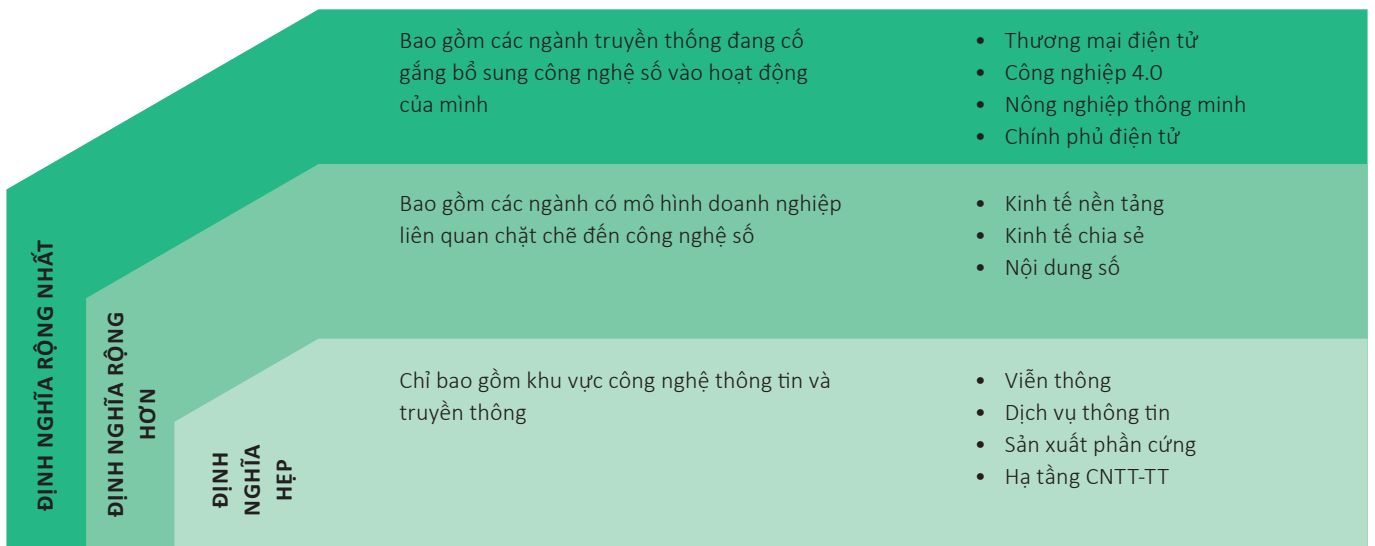 Bao gồm các ngành truyền thống đang cố
gắng bổ sung công nghệ số vào hoạt động
của mình
• Thương mại điện tử
• Công nghiệp 4.0
• Nông nghiệp thông minh
• Chính phủ điện tử
ĐỊNH NGHĨA RỘNG NHẤT
Bao gồm các ngành có mô hình doanh nghiệp
liên quan chặt chẽ đến công nghệ số
• Kinh tế nền tảng
• Kinh tế chia sẻ
• Nội dung số
ĐỊNH NGHĨA RỘNG
HƠN
Chỉ bao gồm khu vực công nghệ thông tin và
truyền thông
• Viễn thông
• Dịch vụ thông tin
• Sản xuất phần cứng
• Hạ tầng CNTT-TT
ĐỊNH
NGHĨA
HẸP